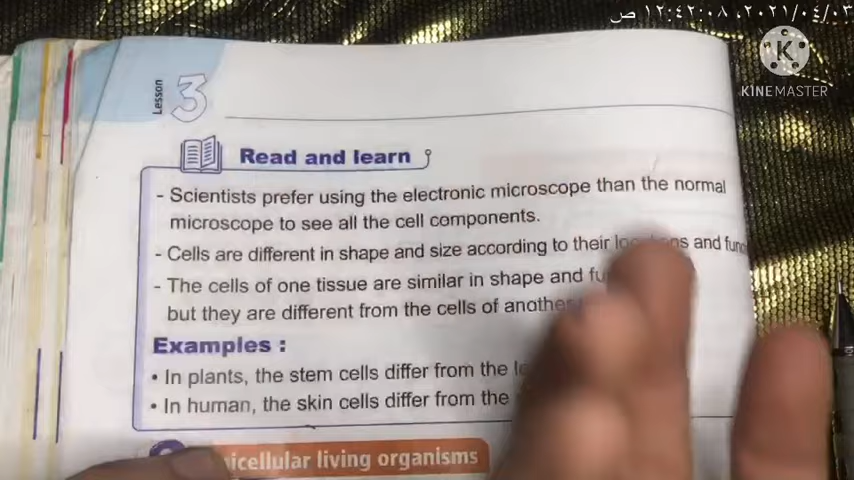 ٢٠٢١/٠٤/٠٣، ١٢:٤٢:٠٨ ص
K
KINEMASTER
Lesson
3
Read and learn
- Scientists prefer using the electronic microscope than the normal
microscope to see all the cell components.
- Cells are different in shape and size according to their and
- The cells of one tissue are similar in shape and
but they are different from the cells of another
Examples :
• In plants, the stem cells differ from the
• In human, the skin cells differ from the
living organisms